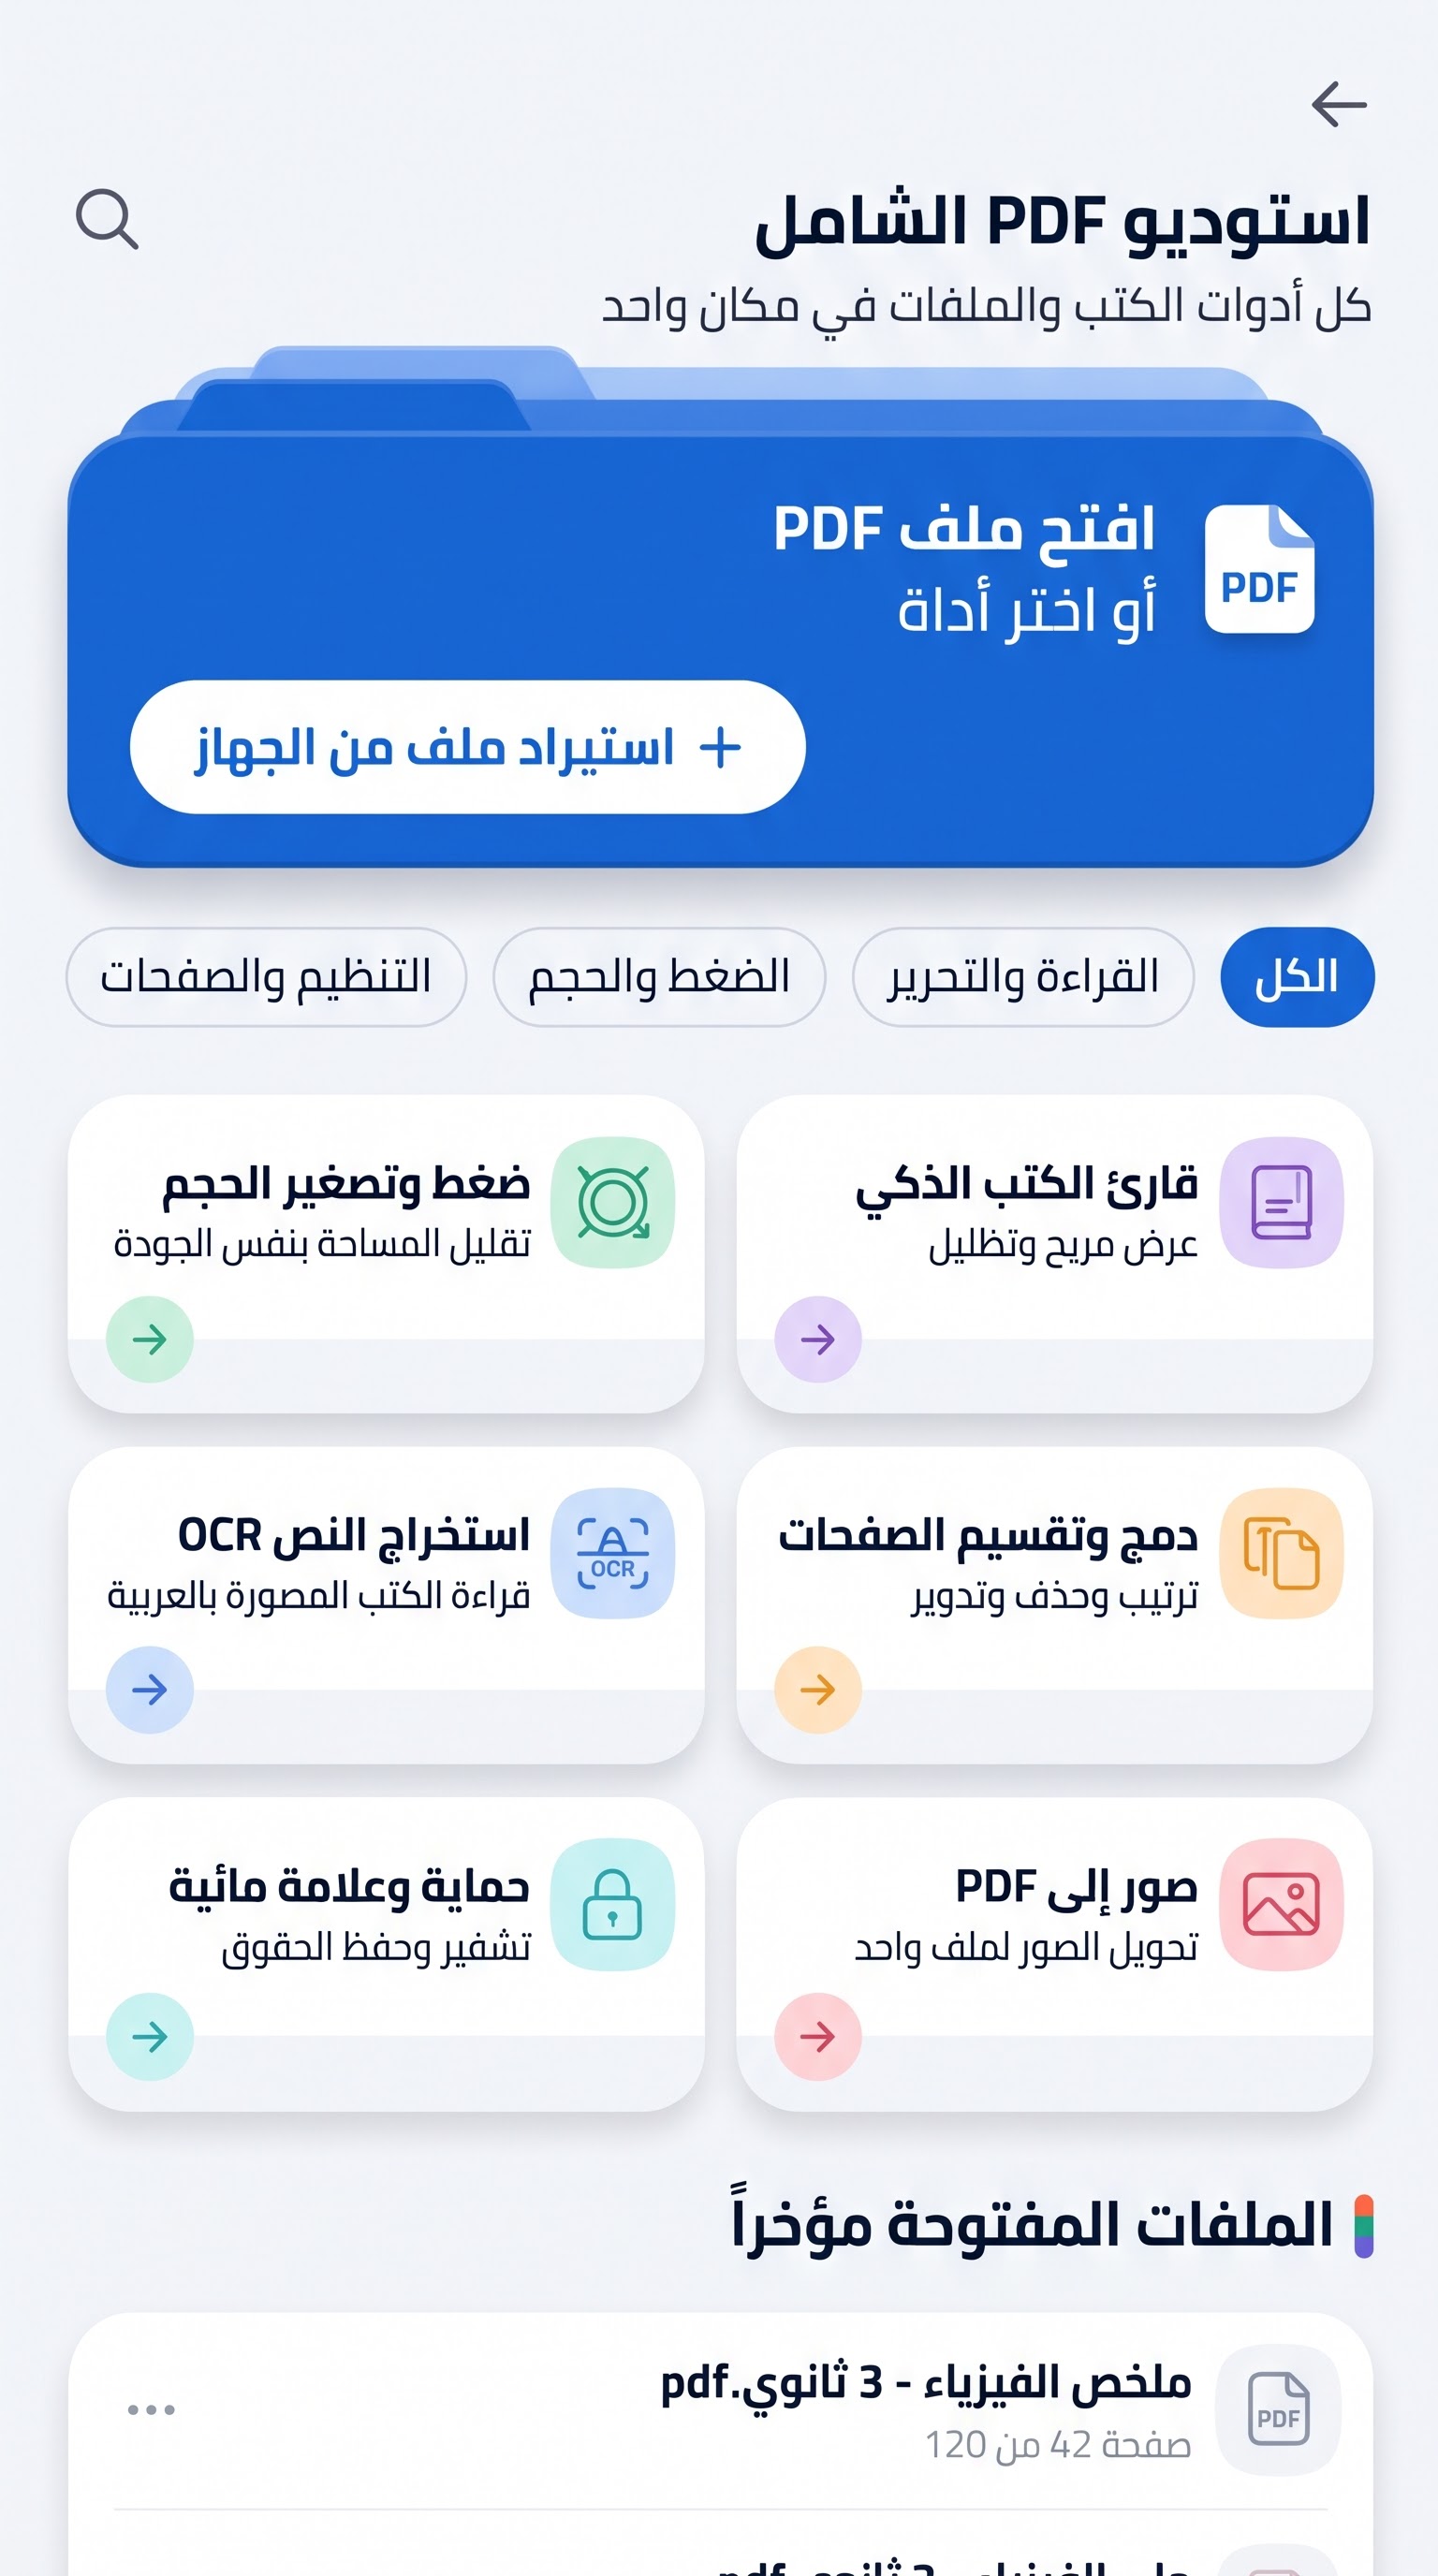 استوديو PDF الشامل
كل أدوات الكتب والملفات في مكان واحد
PDF
افتح ملف PDF
أو اختر أداة
+ استيراد ملف من الجهاز
الكل
القراءة والتحرير
الضغط والحجم
التنظيم والصفحات
قارئ الكتب الذكي
عرض مريح وتظليل
ضغط وتصغير الحجم
تقليل المساحة بنفس الجودة
دمج وتقسيم الصفحات
ترتيب وحذف وتدوير
A
OCR
استخراج النص OCR
قراءة الكتب المصورة بالعربية
صور إلى PDF
تحويل الصور لملف واحد
حماية وعلامة مائية
تشفير وحفظ الحقوق
الملفات المفتوحة مؤخراً
PDF
ملخص الفيزياء - 3 ثانوي.pdf
صفحة 42 من 120